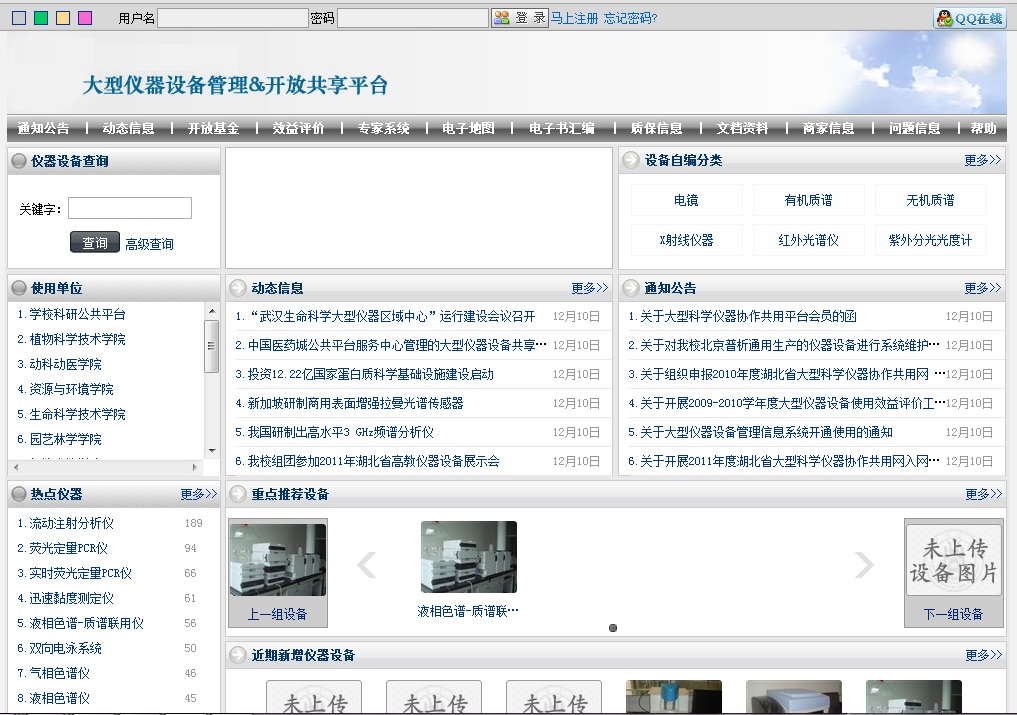 用户名 密码 登 录 马上注册 忘记密码? QQ在线
大型仪器设备管理&开放共享平台
通知公告 动态信息 开放基金 效益评价 专家系统 电子地图 电子书汇编 质保信息 文档资料 商家信息 问题信息 帮助
仪器设备查询
关键字:
查询 高级查询
设备自编分类 更多>>
电镜 有机质谱 无机质谱
X射线仪器 红外光谱仪 紫外分光光度计
使用单位
1. 学校科研公共平台
2. 植物科学技术学院
3. 动科动医学院
4. 资源与环境学院
5. 生命科学技术学院
6. 园艺林学学院
动态信息 更多>>
1. “武汉生命科学大型仪器区域中心”运行建设会议召开 12月10日
2. 中国医药城公共平台服务中心管理的大型仪器设备共享… 12月10日
3. 投资12.22亿国家蛋白质科学基础设施建设启动 12月10日
4. 新加坡研制商用表面增强拉曼光谱传感器 12月10日
5. 我国研制出高水平3 GHz频谱分析仪 12月10日
6. 我校组团参加2011年湖北省高教仪器设备展示会 12月10日
通知公告 更多>>
1. 关于大型科学仪器协作共用平台会员的函 12月10日
2. 关于对我校北京普析通用生产的仪器设备进行系统维护… 12月10日
3. 关于组织申报2010年度湖北省大型科学仪器协作共用网 … 12月10日
4. 关于开展2009-2010学年度大型仪器设备使用效益评价工… 12月10日
5. 关于大型仪器设备管理信息系统开通使用的通知 12月10日
6. 关于开展2011年度湖北省大型科学仪器协作共用网入网… 12月10日
热点仪器 更多>>
1. 流动注射分析仪 189
2. 荧光定量PCR仪 94
3. 实时荧光定量PCR仪 66
4. 迅速黏度测定仪 61
5. 液相色谱-质谱联用仪 56
6. 双向电泳系统 50
7. 气相色谱仪 46
8. 液相色谱仪 45
重点推荐设备 更多>>
上一组设备
液相色谱-质谱联…
未上传
设备图片
下一组设备
近期新增仪器设备 更多>>
未上传 未上传 未上传